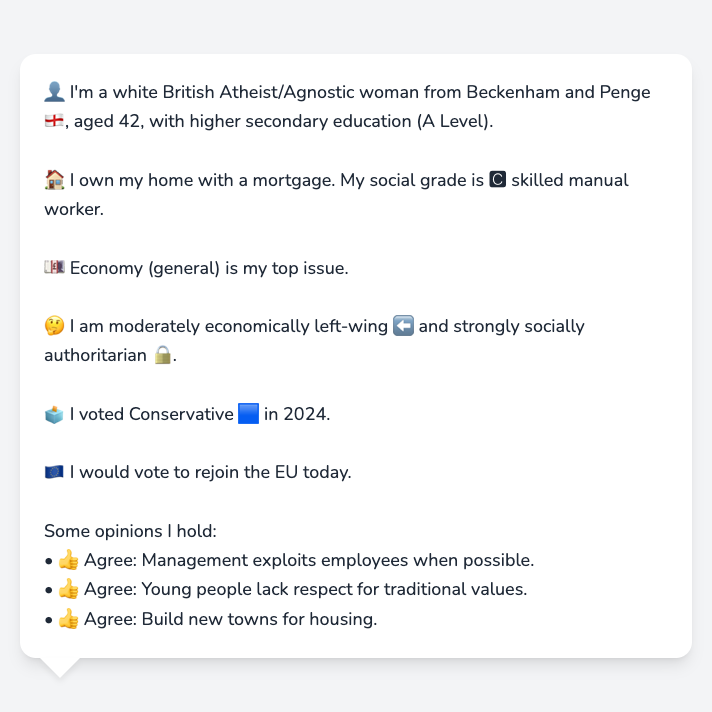 👤 I'm a white British Atheist/Agnostic woman from Beckenham and Penge
🏴󠁧󠁢󠁥󠁮󠁧󠁿, aged 42, with higher secondary education (A Level).
🏠 I own my home with a mortgage. My social grade is 🅲 skilled manual
worker.
💷 Economy (general) is my top issue.
🤔 I am moderately economically left-wing ⬅️ and strongly socially
authoritarian 🔒.
🗳️ I voted Conservative 🟦 in 2024.
🇪🇺 I would vote to rejoin the EU today.
Some opinions I hold:
• 👍 Agree: Management exploits employees when possible.
• 👍 Agree: Young people lack respect for traditional values.
• 👍 Agree: Build new towns for housing.